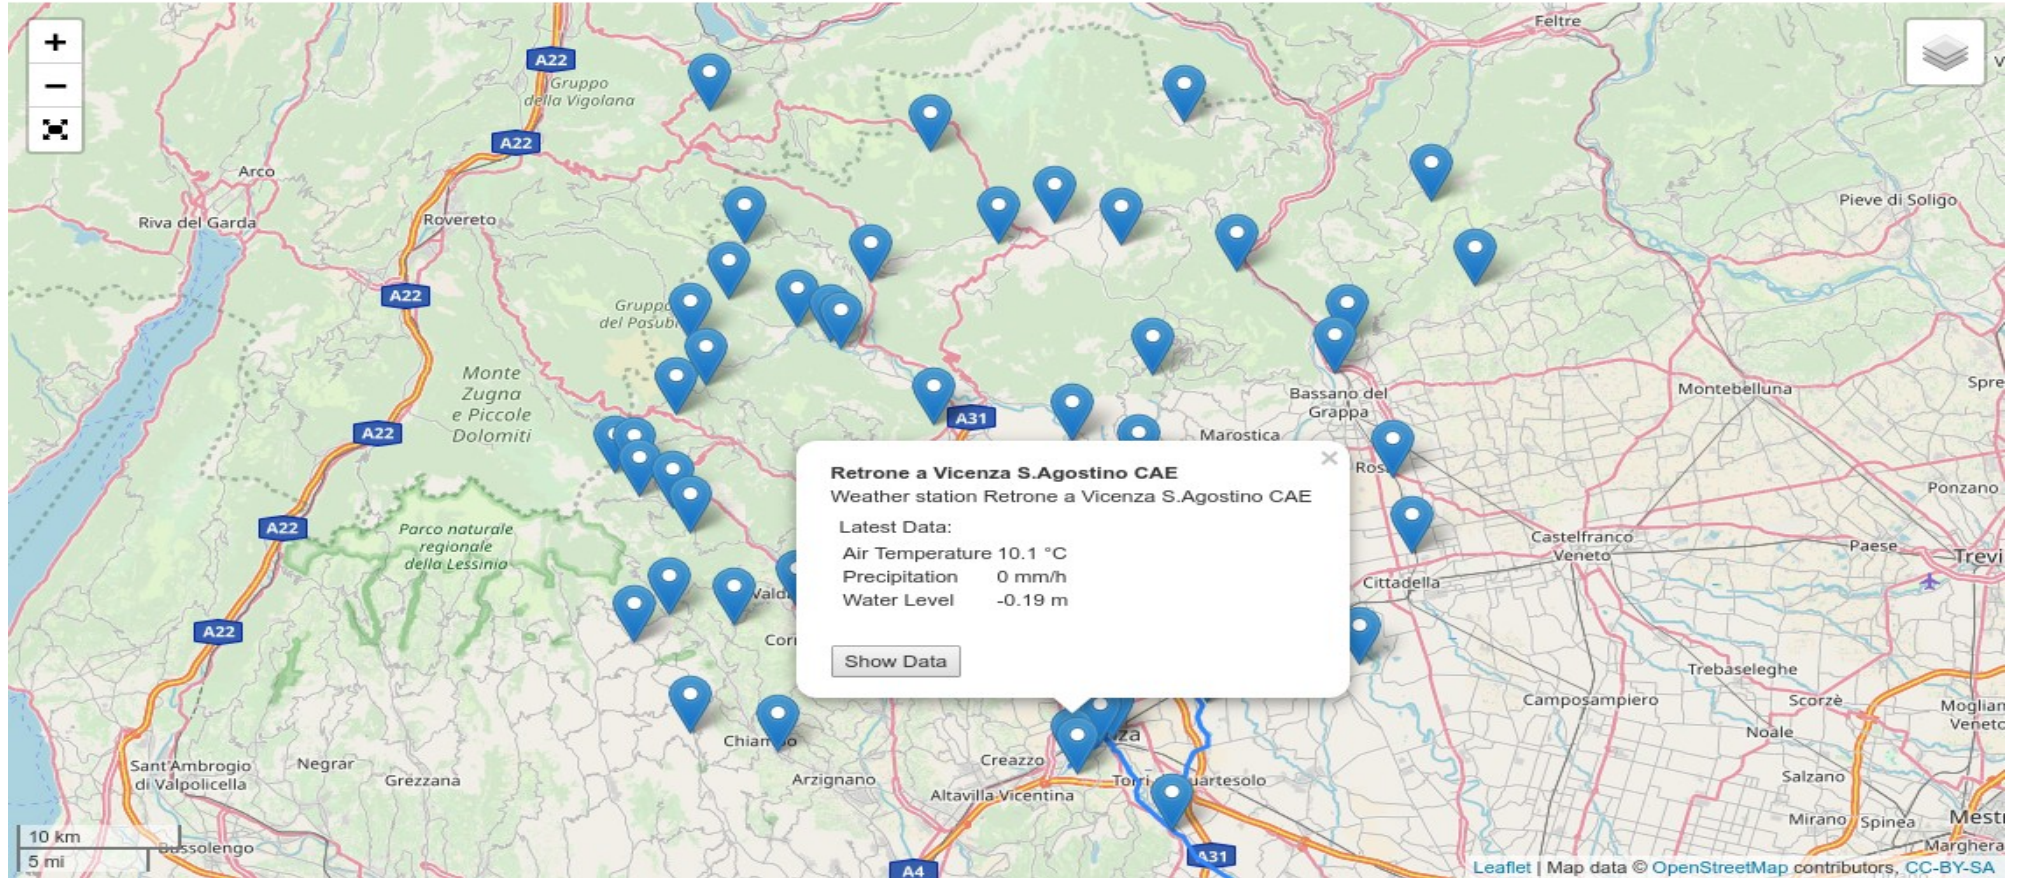 +
−
Feltre
A22
Gruppo
della Vigolana
A22
Arco
Riva del Garda
Rovereto
Pieve di Soligo
A22
Gruppo
Monte
Zugna
e Piccole
Dolomiti
Bassano del
Grappa
Montebelluna
A22
A31
Marostica
Ponzano
A22
Parco naturale
regionale
della Lessinia
Castelfranco
Veneto
Paese
Cittadella
A22
Retrone a Vicenza S.Agostino CAE
×
Weather station Retrone a Vicenza S.Agostino CAE
Latest Data:
Air Temperature 10.1 °C
Precipitation 0 mm/h
Water Level -0.19 m
Show Data
Trebaseleghe
Camposampiero
Scorzè
Noale
Veneto
Sant'Ambrogio
di Valpolicella
Negrar
Grezzana
Creazzo
Arzignano
Altavilla Vicentina
Salzano
Mirano
Spinea
Marghera
10 km
5 mi
A31
A4
Leaflet | Map data © OpenStreetMap contributors, CC-BY-SA